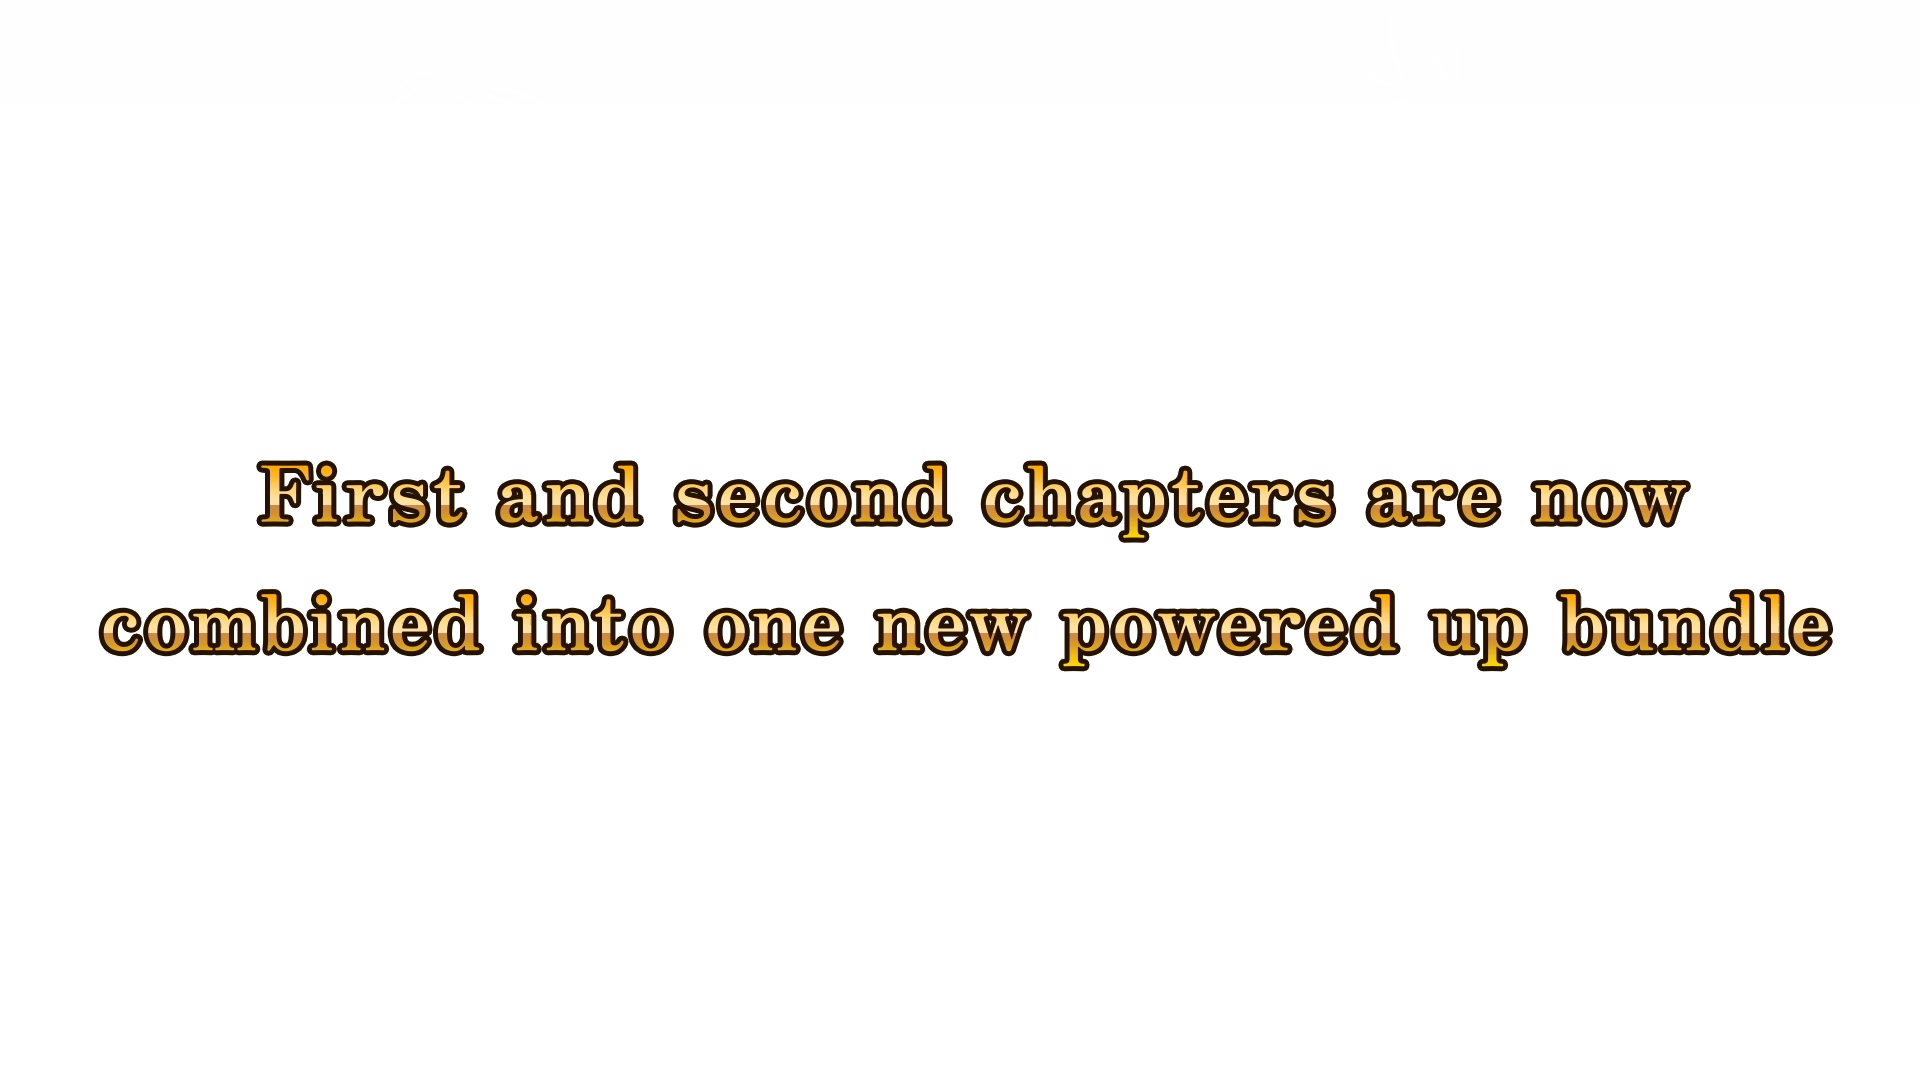 First and second chapters are now
combined into one new powered up bundle